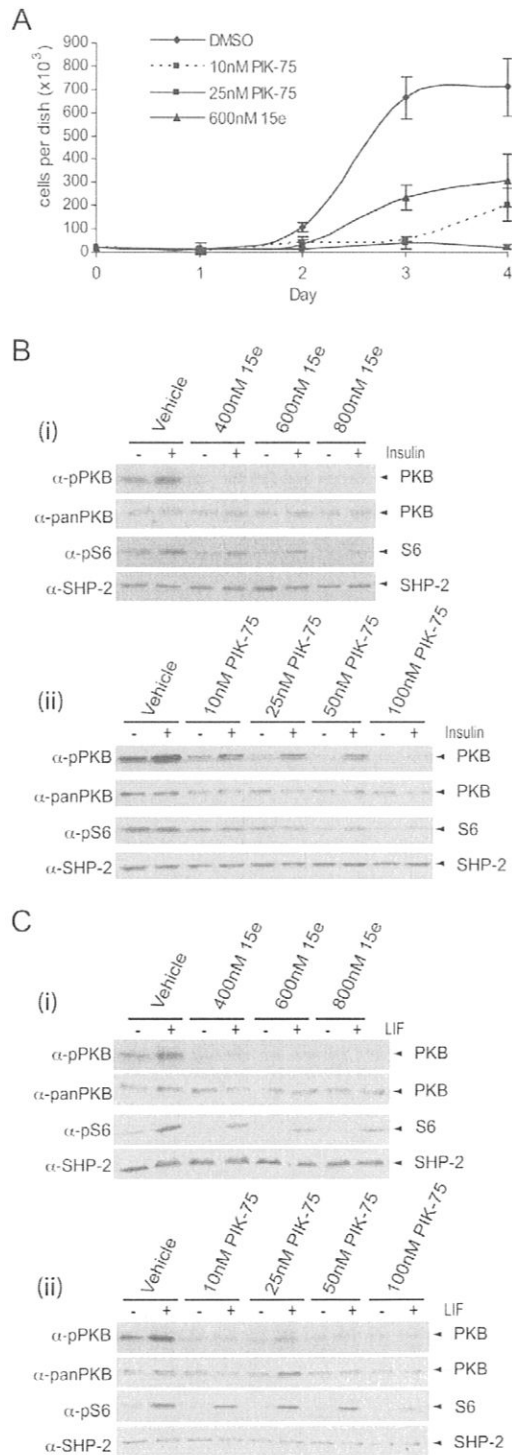 A
900
800
700
600
500
400
300
200
100
0
cells per dish (x10³)
DMSO
10nM PIK-75
25nM PIK-75
600nM 15e
0 1 2 3 4
Day
B
(i)
Vehicle 400nM 15e 600nM 15e 800nM 15e
- + - + - + - + Insulin
α-pPKB PKB
α-panPKB PKB
α-pS6 S6
α-SHP-2 SHP-2
(ii)
Vehicle 10nM PIK-75 25nM PIK-75 50nM PIK-75 100nM PIK-75
- + - + - + - + - + Insulin
α-pPKB PKB
α-panPKB PKB
α-pS6 S6
α-SHP-2 SHP-2
C
(i)
Vehicle 400nM 15e 600nM 15e 800nM 15e
- + - + - + - + LIF
α-pPKB PKB
α-panPKB PKB
α-pS6 S6
α-SHP-2 SHP-2
(ii)
Vehicle 10nM PIK-75 25nM PIK-75 50nM PIK-75 100nM PIK-75
- + - + - + - + - + LIF
α-pPKB PKB
α-panPKB PKB
α-pS6 S6
α-SHP-2 SHP-2